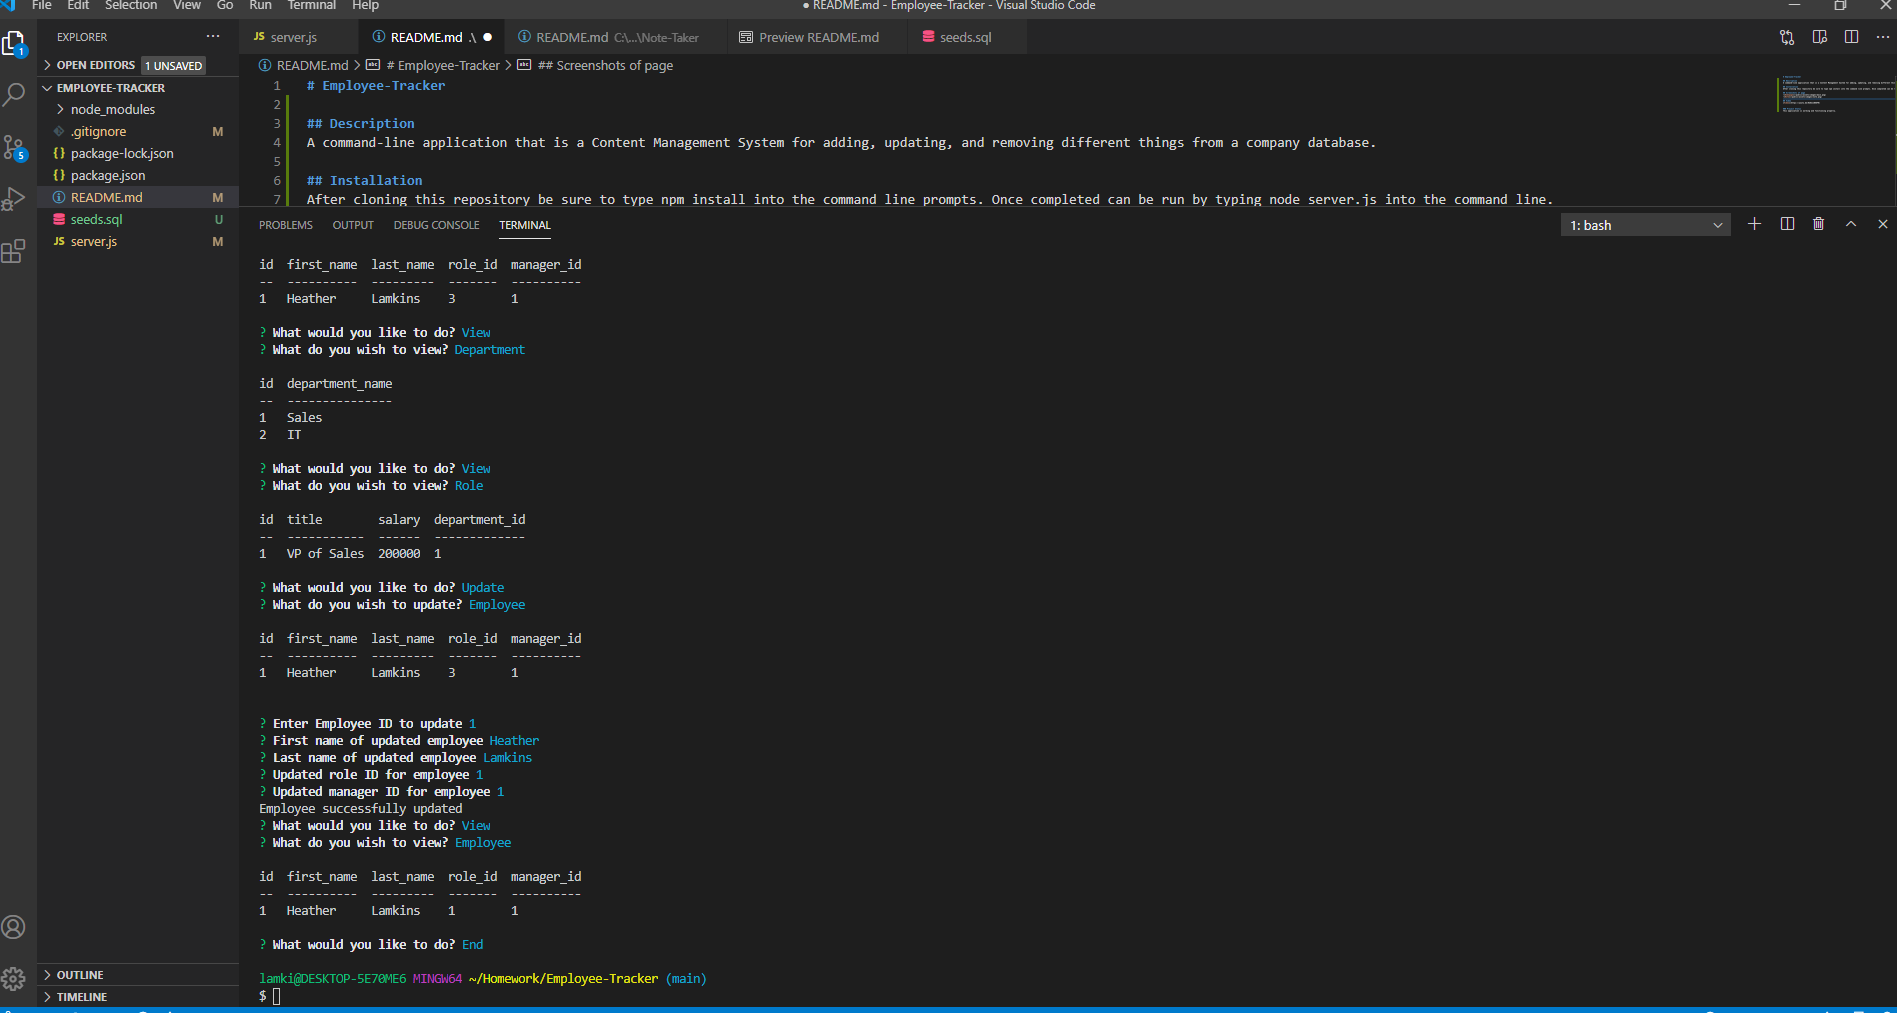 File Edit Selection View Go Run Terminal Help
● README.md - Employee-Tracker - Visual Studio Code
EXPLORER ...
OPEN EDITORS 1 UNSAVED
EMPLOYEE-TRACKER
node_modules
.gitignore M
{} package-lock.json
{} package.json
README.md M
seeds.sql U
JS server.js M
OUTLINE
TIMELINE
1
5
JS server.js
README.md .\ ●
README.md C:\...\Note-Taker
Preview README.md
seeds.sql
README.md > # Employee-Tracker > ## Screenshots of page
1 # Employee-Tracker
2
3 ## Description
4 A command-line application that is a Content Management System for adding, updating, and removing different things from a company database.
5
6 ## Installation
7 After cloning this repository be sure to type npm install into the command line prompts. Once completed can be run by typing node server.js into the command line.
PROBLEMS OUTPUT DEBUG CONSOLE TERMINAL
1: bash
id  first_name  last_name  role_id  manager_id
--  ----------  ---------  -------  ----------
1   Heather     Lamkins    3        1
? What would you like to do? View
? What do you wish to view? Department
id  department_name
--  ---------------
1   Sales
2   IT
? What would you like to do? View
? What do you wish to view? Role
id  title        salary  department_id
--  -----------  ------  -------------
1   VP of Sales  200000  1
? What would you like to do? Update
? What do you wish to update? Employee
id  first_name  last_name  role_id  manager_id
--  ----------  ---------  -------  ----------
1   Heather     Lamkins    3        1
? Enter Employee ID to update 1
? First name of updated employee Heather
? Last name of updated employee Lamkins
? Updated role ID for employee 1
? Updated manager ID for employee 1
Employee successfully updated
? What would you like to do? View
? What do you wish to view? Employee
id  first_name  last_name  role_id  manager_id
--  ----------  ---------  -------  ----------
1   Heather     Lamkins    1        1
? What would you like to do? End
lamki@DESKTOP-5E70ME6 MINGW64 ~/Homework/Employee-Tracker (main)
$